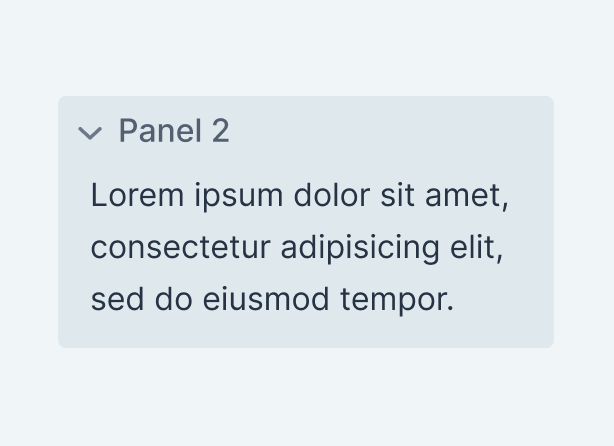 Panel 2
Lorem ipsum dolor sit amet,
consectetur adipisicing elit,
sed do eiusmod tempor.